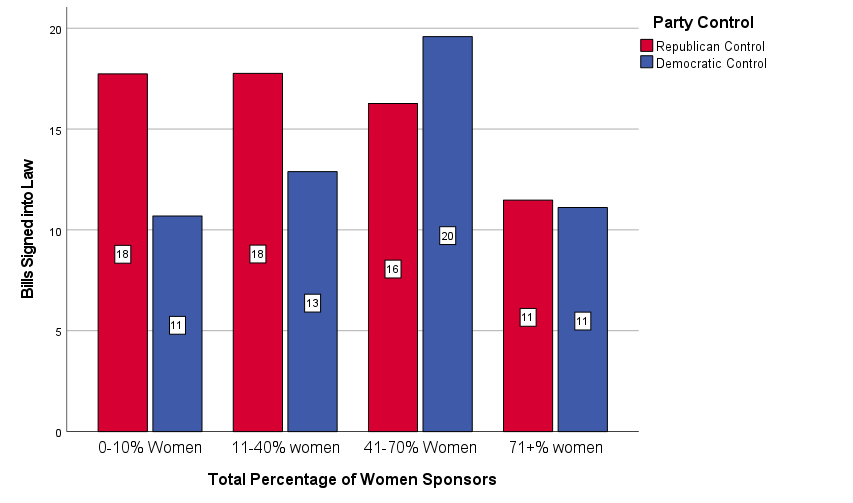 Party Control
Republican Control
Democratic Control
Bills Signed into Law
20
15
10
5
0
18
11
18
13
16
20
11
11
0-10% Women
11-40% women
41-70% Women
71+% women
Total Percentage of Women Sponsors